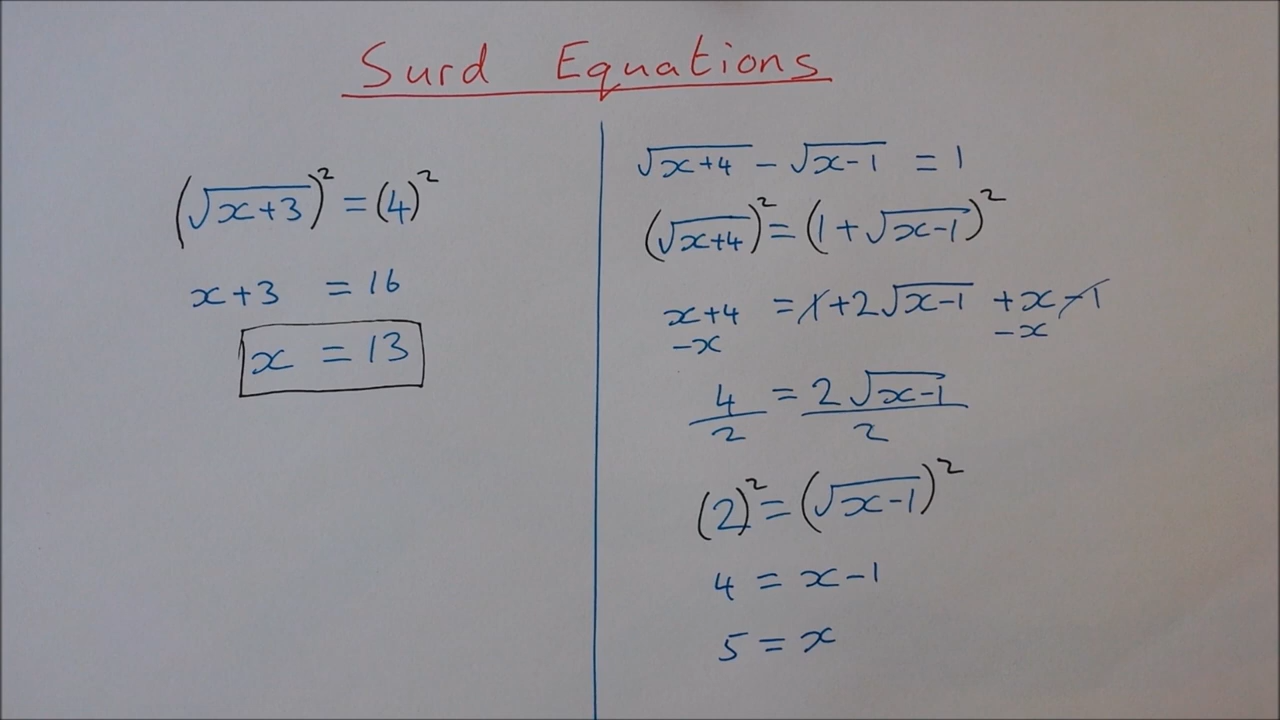 Surd Equations
(√x+3)² = (4)²
x+3 = 16
x = 13
√x+4 - √x-1 = 1
(√x+4)² = (1+√x-1)²
x+4 = 1+2√x-1 +x-1
-x -x
4 = 2√x-1
2 2
(2)² = (√x-1)²
4 = x-1
5 = x